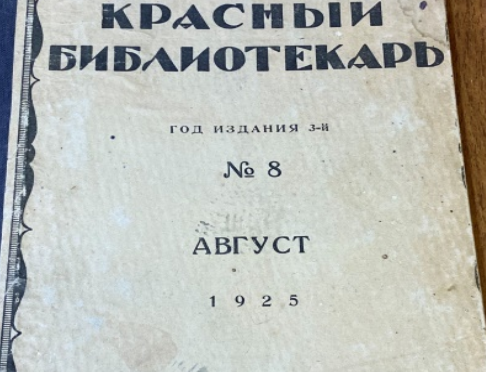 КРАСНЫЙ
БИБЛИОТЕКАРЬ
ГОД ИЗДАНИЯ 3-Й
№ 8
АВГУСТ
1925